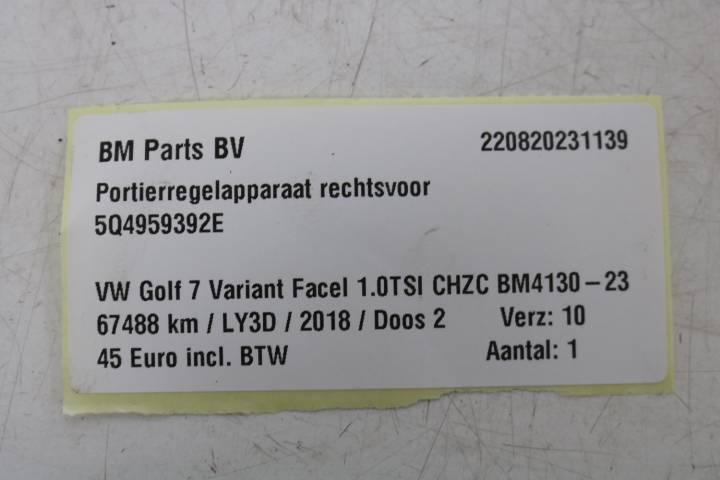 BM Parts BV 220820231139
Portierregelapparaat rechtsvoor
5Q4959392E
VW Golf 7 Variant Facel 1.0TSI CHZC BM4130-23
67488 km / LY3D / 2018 / Doos 2 Verz: 10
45 Euro incl. BTW Aantal: 1